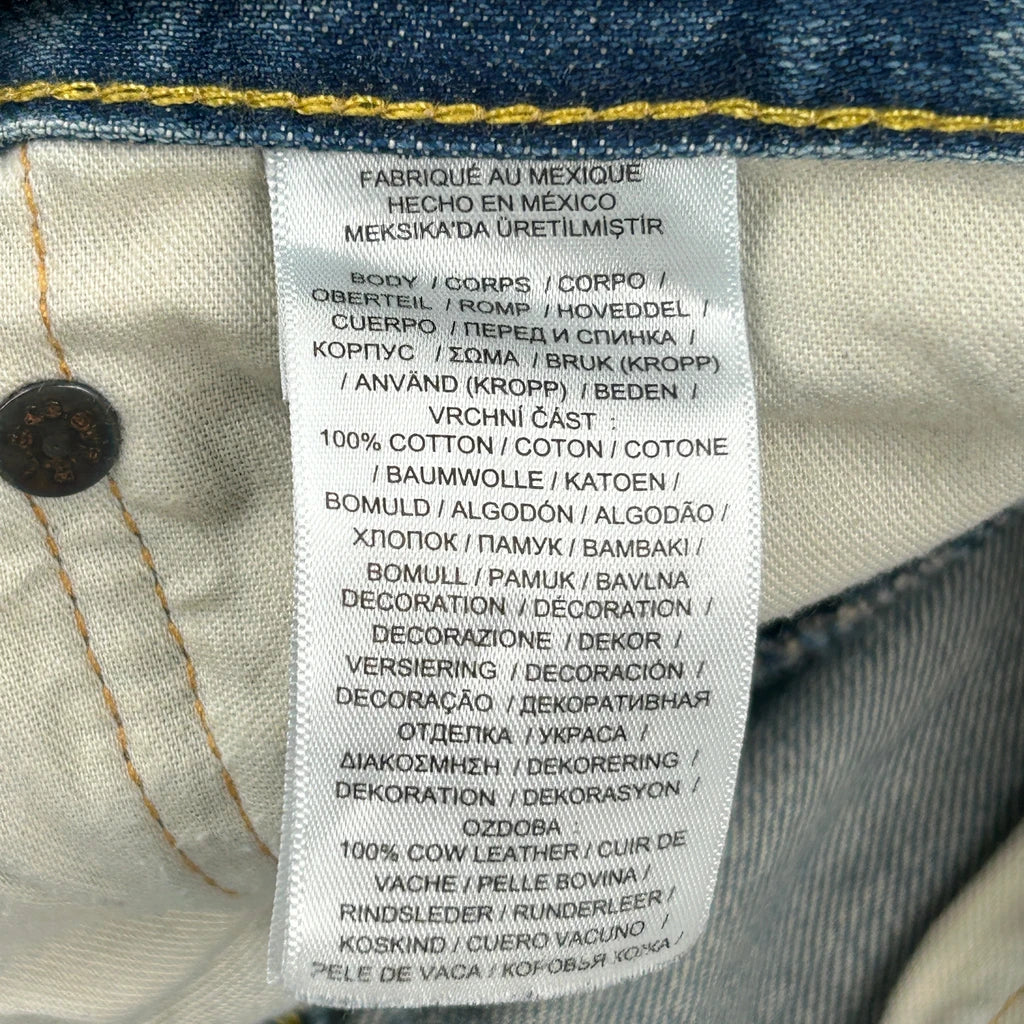 FABRIQUÉ AU MEXIQUE
HECHO EN MÉXICO
MEKSIKA'DA ÜRETİLMİŞTİR
BODY / CORPS / CORPO /
OBERTEIL / ROMP / HOVEDDEL /
CUERPO / ПЕРЕД И СПИНКА /
КОРПУС / ΣΩΜΑ / BRUK (KROPP)
/ ANVÄND (KROPP) / BEDEN /
VRCHNÍ ČÁST :
100% COTTON / COTON / COTONE
/ BAUMWOLLE / KATOEN /
BOMULD / ALGODÓN / ALGODÃO /
ХЛОПОК / ПАМУК / ΒΑΜΒΑΚΙ /
BOMULL / PAMUK / BAVLNA
DECORATION / DÉCORATION /
DECORAZIONE / DEKOR /
VERSIERING / DECORACIÓN /
DECORAÇÃO / ДЕКОРАТИВНАЯ
ОТДЕЛКА / УКРАСА /
ΔΙΑΚΟΣΜΗΣΗ / DEKORERING /
DEKORATION / DEKORASYON /
OZDOBA :
100% COW LEATHER / CUIR DE
VACHE / PELLE BOVINA /
RINDSLEDER / RUNDERLEER /
KOSKIND / CUERO VACUNO /
PELE DE VACA / КОРОВЬЯ КОЖА /